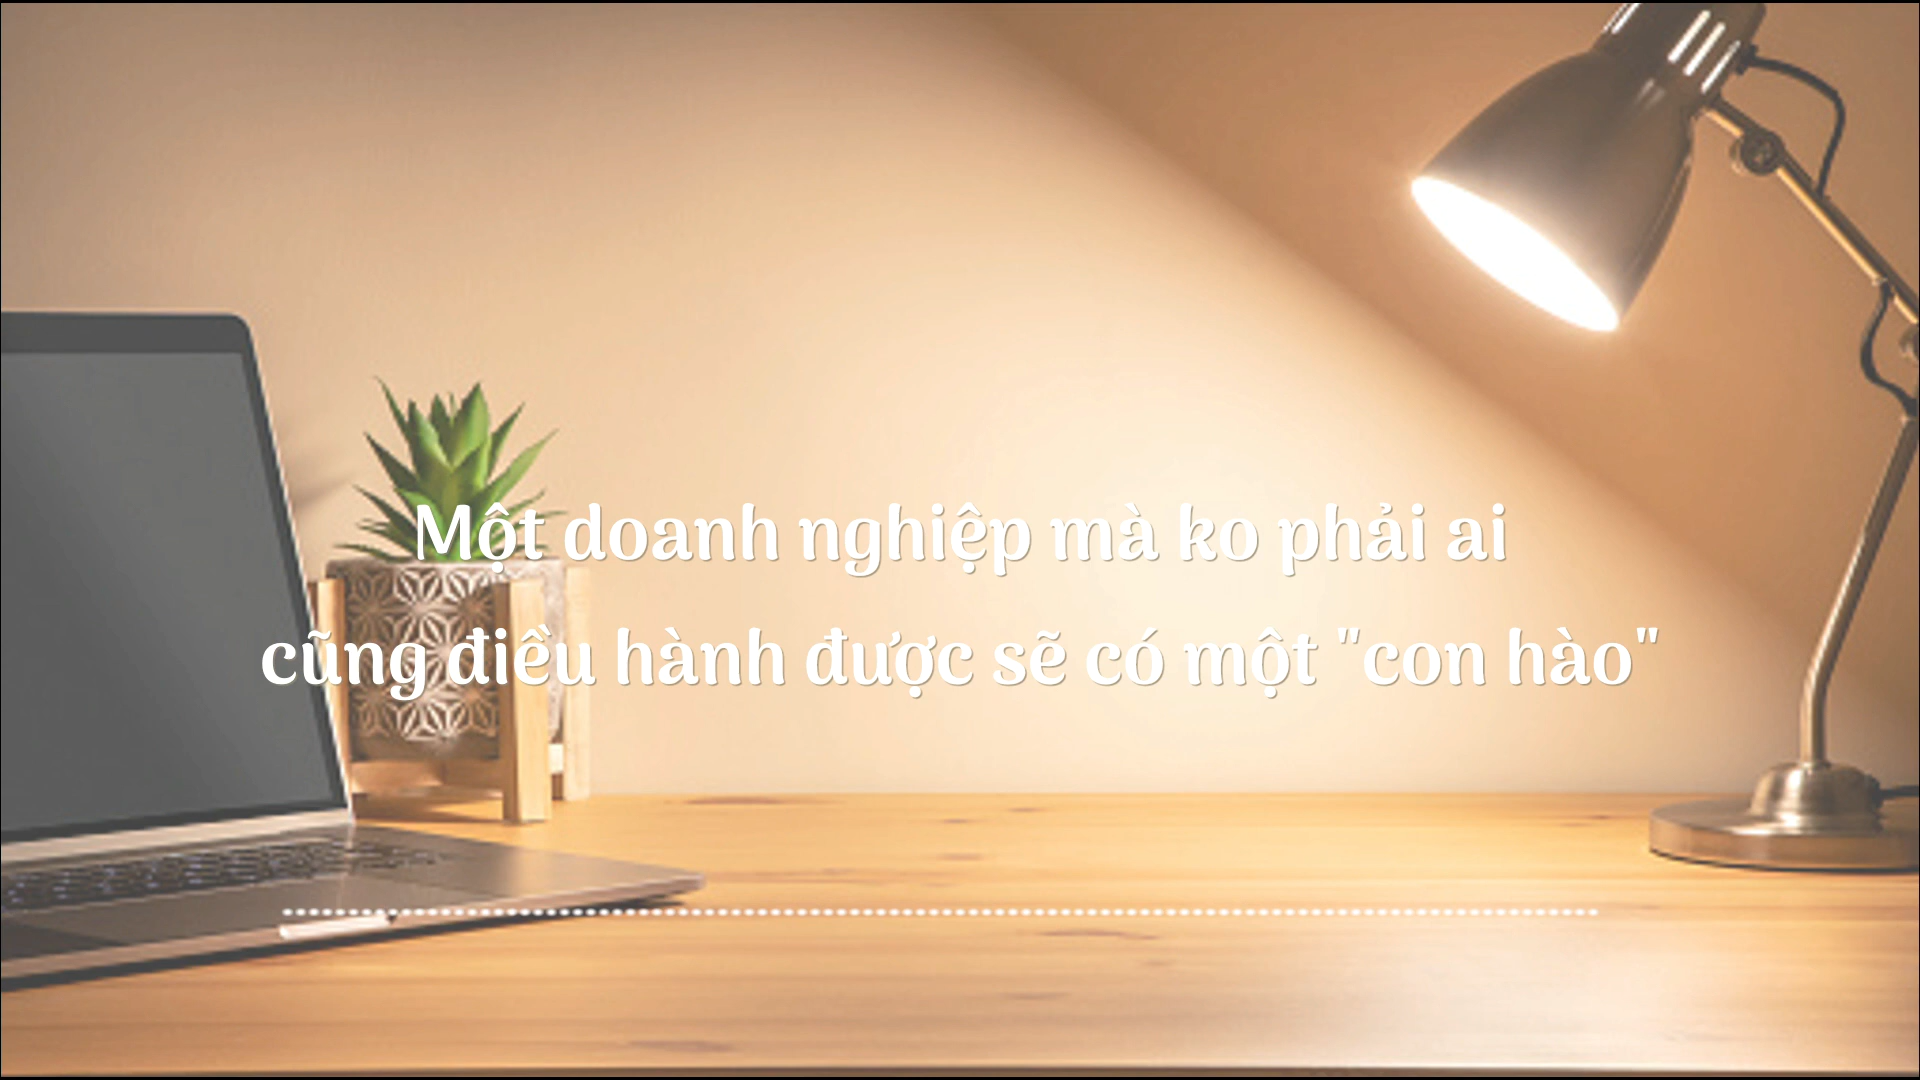 Một doanh nghiệp mà ko phải ai
cũng điều hành được sẽ có một "con hào"